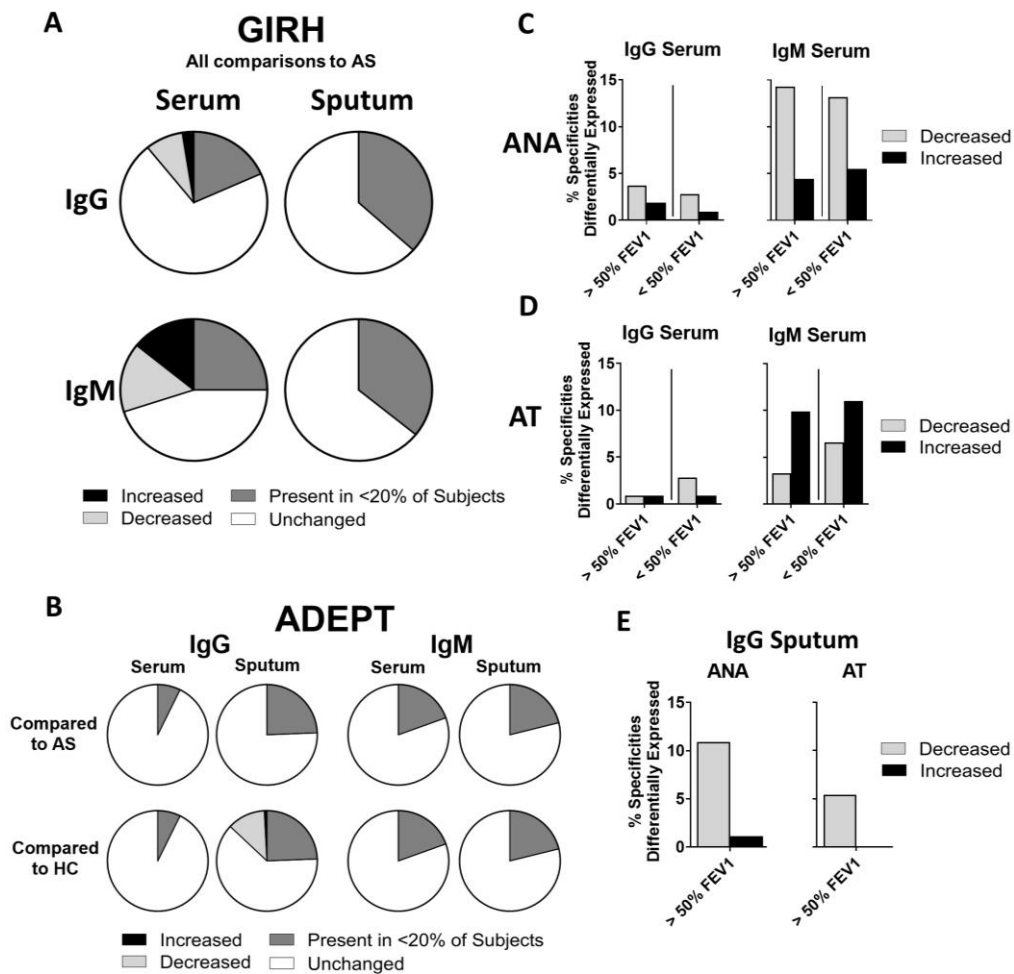 A
GIRH
All comparisons to AS
Serum Sputum
IgG
IgM
Increased Present in <20% of Subjects
Decreased Unchanged
B
ADEPT
IgG IgM
Serum Sputum Serum Sputum
Compared
to AS
Compared
to HC
Increased Present in <20% of Subjects
Decreased Unchanged
C
IgG Serum IgM Serum
ANA
% Specificities
Differentially Expressed
15
10
5
0
> 50% FEV1 < 50% FEV1 > 50% FEV1 < 50% FEV1
Decreased
Increased
D
IgG Serum IgM Serum
AT
% Specificities
Differentially Expressed
15
10
5
0
> 50% FEV1 < 50% FEV1 > 50% FEV1 < 50% FEV1
Decreased
Increased
E
IgG Sputum
ANA AT
% Specificities
Differentially Expressed
15
10
5
0
> 50% FEV1 > 50% FEV1
Decreased
Increased